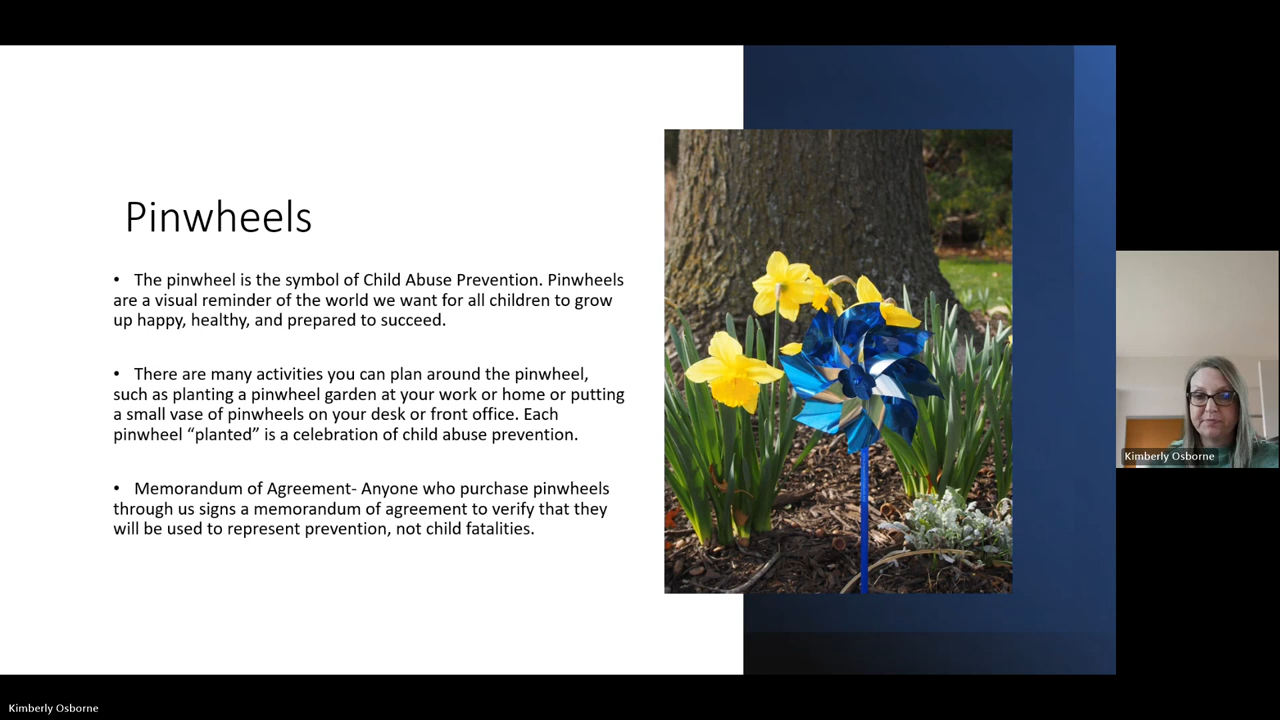 Pinwheels
• The pinwheel is the symbol of Child Abuse Prevention. Pinwheels
are a visual reminder of the world we want for all children to grow
up happy, healthy, and prepared to succeed.
• There are many activities you can plan around the pinwheel,
such as planting a pinwheel garden at your work or home or putting
a small vase of pinwheels on your desk or front office. Each
pinwheel “planted” is a celebration of child abuse prevention.
• Memorandum of Agreement- Anyone who purchase pinwheels
through us signs a memorandum of agreement to verify that they
will be used to represent prevention, not child fatalities.
Kimberly Osborne
Kimberly Osborne